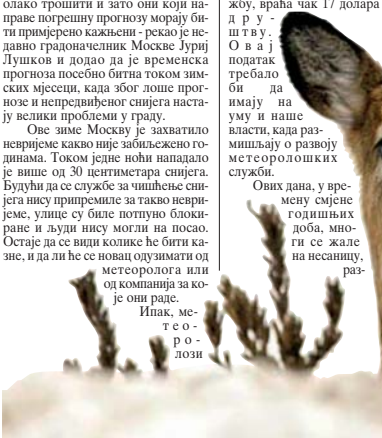 олако трошити и зато они који на-
праве погрешну прогнозу морају би-
ти примјерено кажњени - рекао је не-
давно градоначелник Москве Јуриј
Лушков и додао да је временска
прогноза посебно битна током зим-
ских мјесеци, када због лоше прог-
нозе и непредвиђеног снијега наста-
ју велики проблеми у граду.
Ове зиме Москву је захватило
невријеме какво није забиљежено го-
динама. Током једне ноћи нападало
је више од 30 центиметара снијега.
Будући да се службе за чишћење сни-
јега нису припремиле за такво неври-
јеме, улице су биле потпуно блоки-
ране и људи нису могли на посао.
Остаје да се види колике ће бити ка-
зне, и да ли ће се новац одузимати од
метеоролога или
од компанија за ко-
је они раде.
Ипак, ме-
тео-
ро-
лози
жбу, враћа чак 17 долара
дру-
штву.
Овај
податак
требало
би да
имају на
уму и наше
власти, када раз-
мишљају о развоју
метеоролошких
служби.
Ових дана, у вре-
мену смјене
годишњих
доба, мно-
ги се жале
на несаницу,
раз-